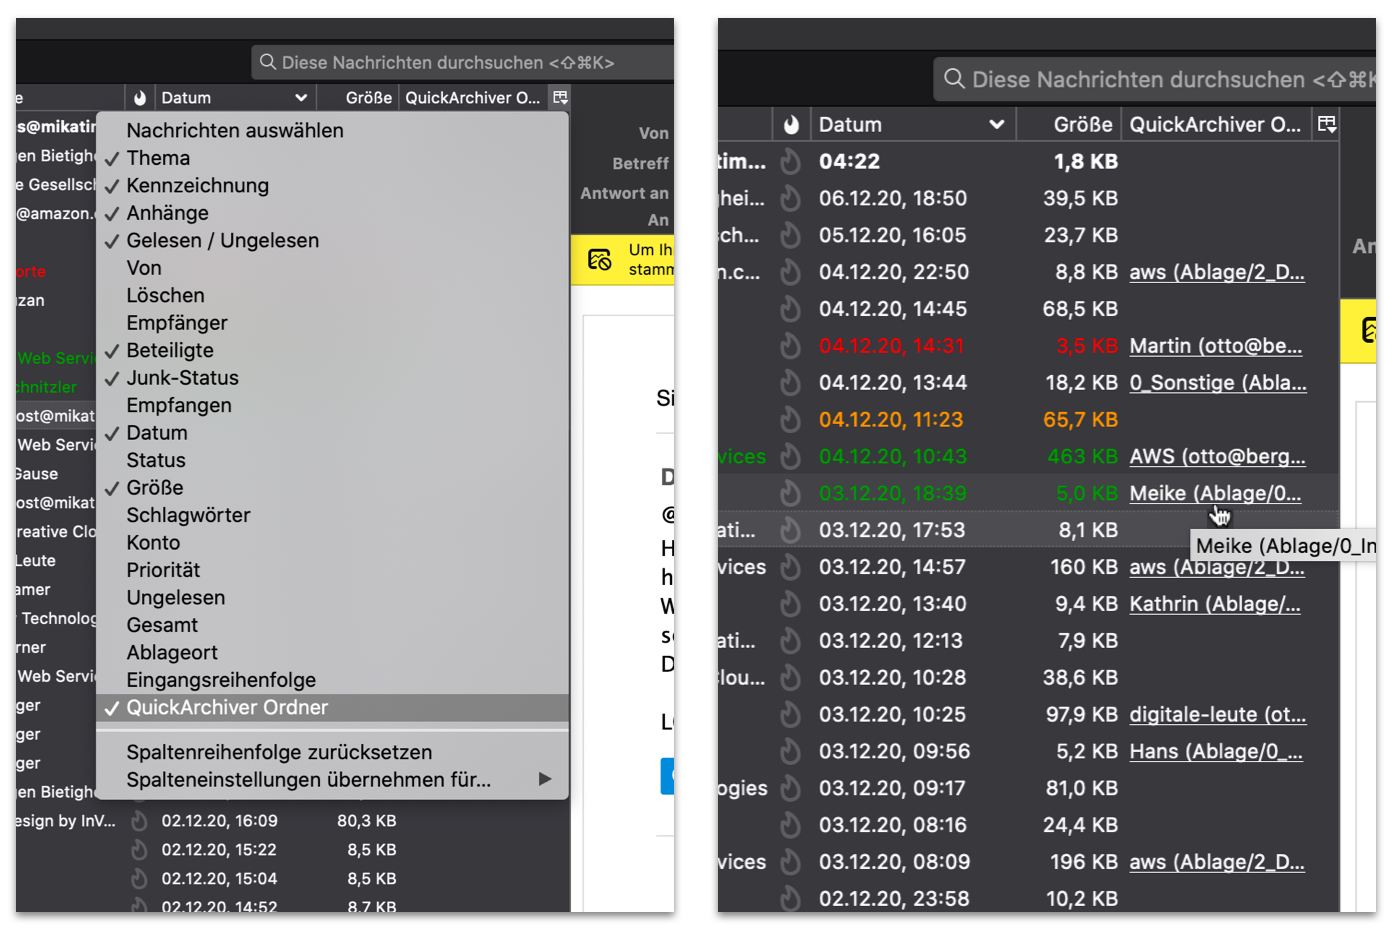 Diese Nachrichten durchsuchen <⇧⌘K>
e Datum Größe QuickArchiver O...
s@mikatir
en Bietighe
e Gesellsch
@amazon.
orte
uzan
Web Servi
chnitzler
ost@mikat
Web Servi
Gause
ost@mikat
reative Clo
Leute
amer
r Technolog
rner
Web Servi
ger
ger
ger
en Bietighe
esign by InV...
Nachrichten auswählen
✓ Thema
✓ Kennzeichnung
✓ Anhänge
✓ Gelesen / Ungelesen
Von
Löschen
Empfänger
✓ Beteiligte
✓ Junk-Status
Empfangen
✓ Datum
Status
✓ Größe
Schlagwörter
Konto
Priorität
Ungelesen
Gesamt
Ablageort
Eingangsreihenfolge
✓ QuickArchiver Ordner
Spaltenreihenfolge zurücksetzen
Spalteneinstellungen übernehmen für... ▶
02.12.20, 16:09 80,3 KB
02.12.20, 15:22 8,5 KB
02.12.20, 15:04 8,5 KB
02.12.20, 14:52 8,7 KB
Von
Betreff
Antwort an
An
Um Ih
stamm
Si
D
@
H
h
W
se
D
Diese Nachrichten durchsuchen <⇧⌘K
Datum Größe QuickArchiver O...
tim... 04:22 1,8 KB
hei... 06.12.20, 18:50 39,5 KB
sch... 05.12.20, 16:05 23,7 KB
n.c... 04.12.20, 22:50 8,8 KB aws (Ablage/2_D...
04.12.20, 14:45 68,5 KB
04.12.20, 14:31 3,5 KB Martin (otto@be...
04.12.20, 13:44 18,2 KB 0_Sonstige (Abla...
04.12.20, 11:23 65,7 KB
vices 04.12.20, 10:43 463 KB AWS (otto@berg...
03.12.20, 18:39 5,0 KB Meike (Ablage/0...
ati... 03.12.20, 17:53 8,1 KB
Meike (Ablage/0_In
vices 03.12.20, 14:57 160 KB aws (Ablage/2_D...
03.12.20, 13:40 9,4 KB Kathrin (Ablage/...
ati... 03.12.20, 12:13 7,9 KB
lou... 03.12.20, 10:28 38,6 KB
03.12.20, 10:25 97,9 KB digitale-leute (ot...
03.12.20, 09:56 5,2 KB Hans (Ablage/0_...
ogies 03.12.20, 09:17 81,0 KB
03.12.20, 08:16 24,4 KB
vices 03.12.20, 08:09 196 KB aws (Ablage/2_D...
02.12.20, 23:58 10,2 KB
An